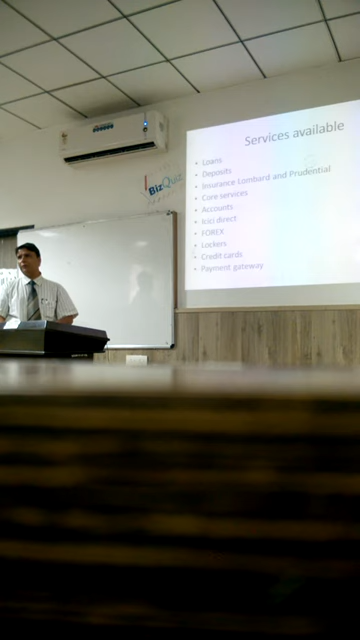 Services available
• Loans
• Deposits
• Insurance Lombard and Prudential
• Core services
• Accounts
• Icici direct
• FOREX
• Lockers
• Credit cards
• Payment gateway
BizQuiz